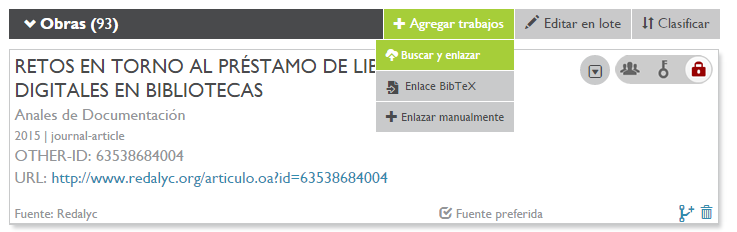 Obras (93)
Agregar trabajos
Editar en lote
Clasificar
Buscar y enlazar
Enlace BibTeX
Enlazar manualmente
RETOS EN TORNO AL PRÉSTAMO DE
DIGITALES EN BIBLIOTECAS
Anales de Documentación
2015 | journal-article
OTHER-ID: 63538684004
URL: http://www.redalyc.org/articulo.oa?id=63538684004
Fuente: Redalyc
Fuente preferida